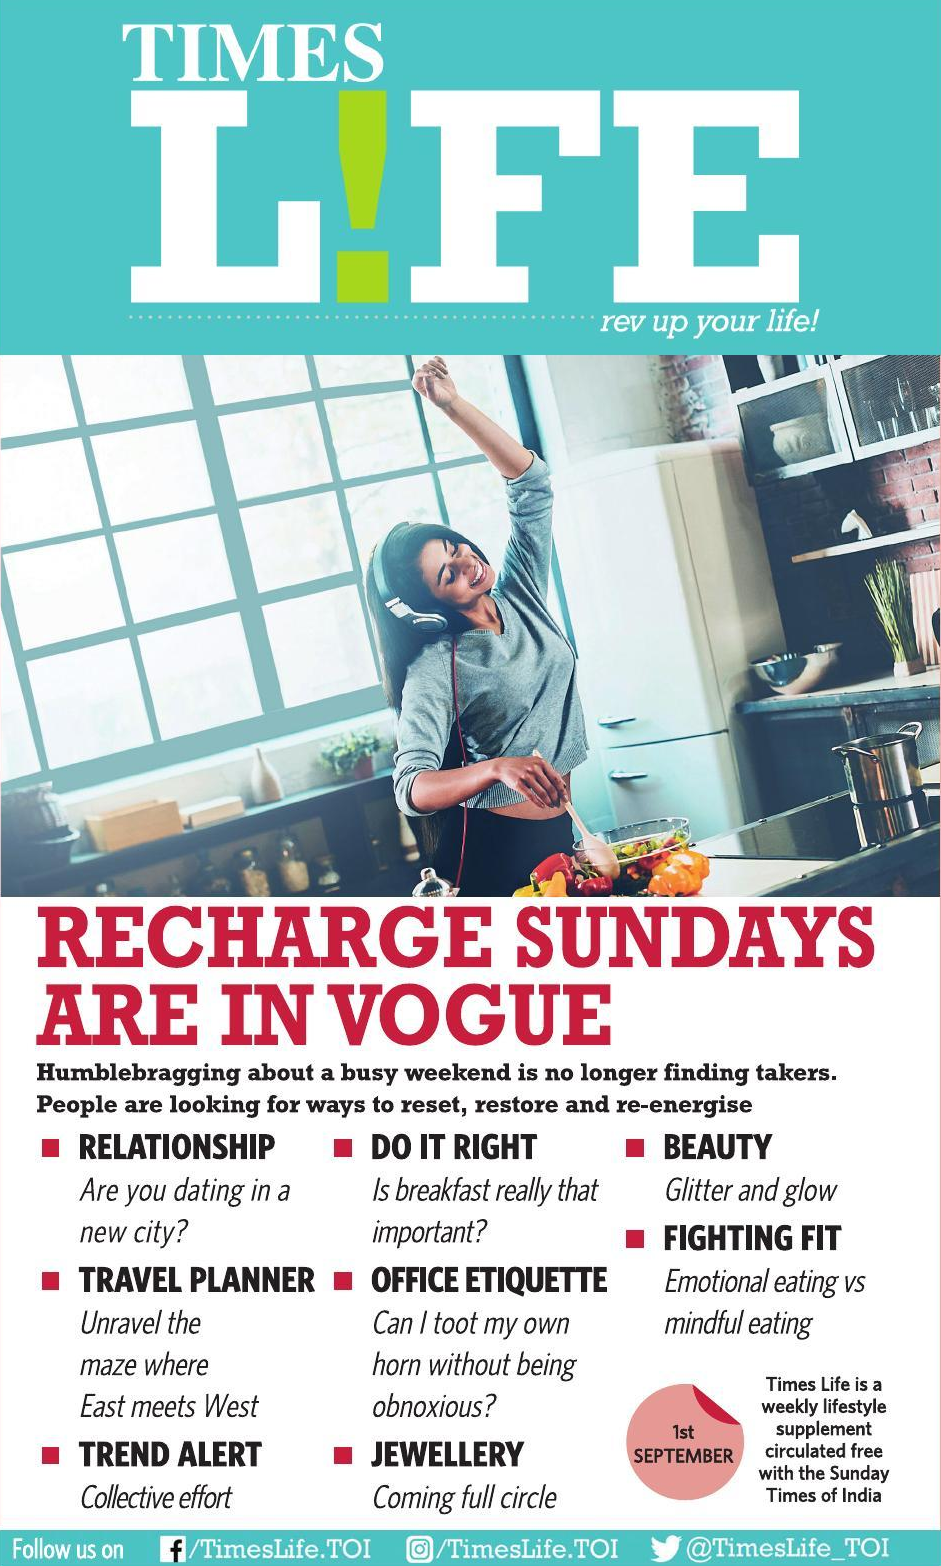 TIMES
L!FE
rev up your life!
RECHARGE SUNDAYS
ARE IN VOGUE
Humblebragging about a busy weekend is no longer finding takers.
People are looking for ways to reset, restore and re-energise
RELATIONSHIP
Are you dating in a
new city?
TRAVEL PLANNER
Unravel the
maze where
East meets West
TREND ALERT
Collective effort
DO IT RIGHT
Is breakfast really that
important?
OFFICE ETIQUETTE
Can I toot my own
horn without being
obnoxious?
JEWELLERY
Coming full circle
BEAUTY
Glitter and glow
FIGHTING FIT
Emotional eating vs
mindful eating
1st
SEPTEMBER
Times Life is a
weekly lifestyle
supplement
circulated free
with the Sunday
Times of India
Follow us on f/TimesLife.TOI /TimesLife.TOI @TimesLife_TOI